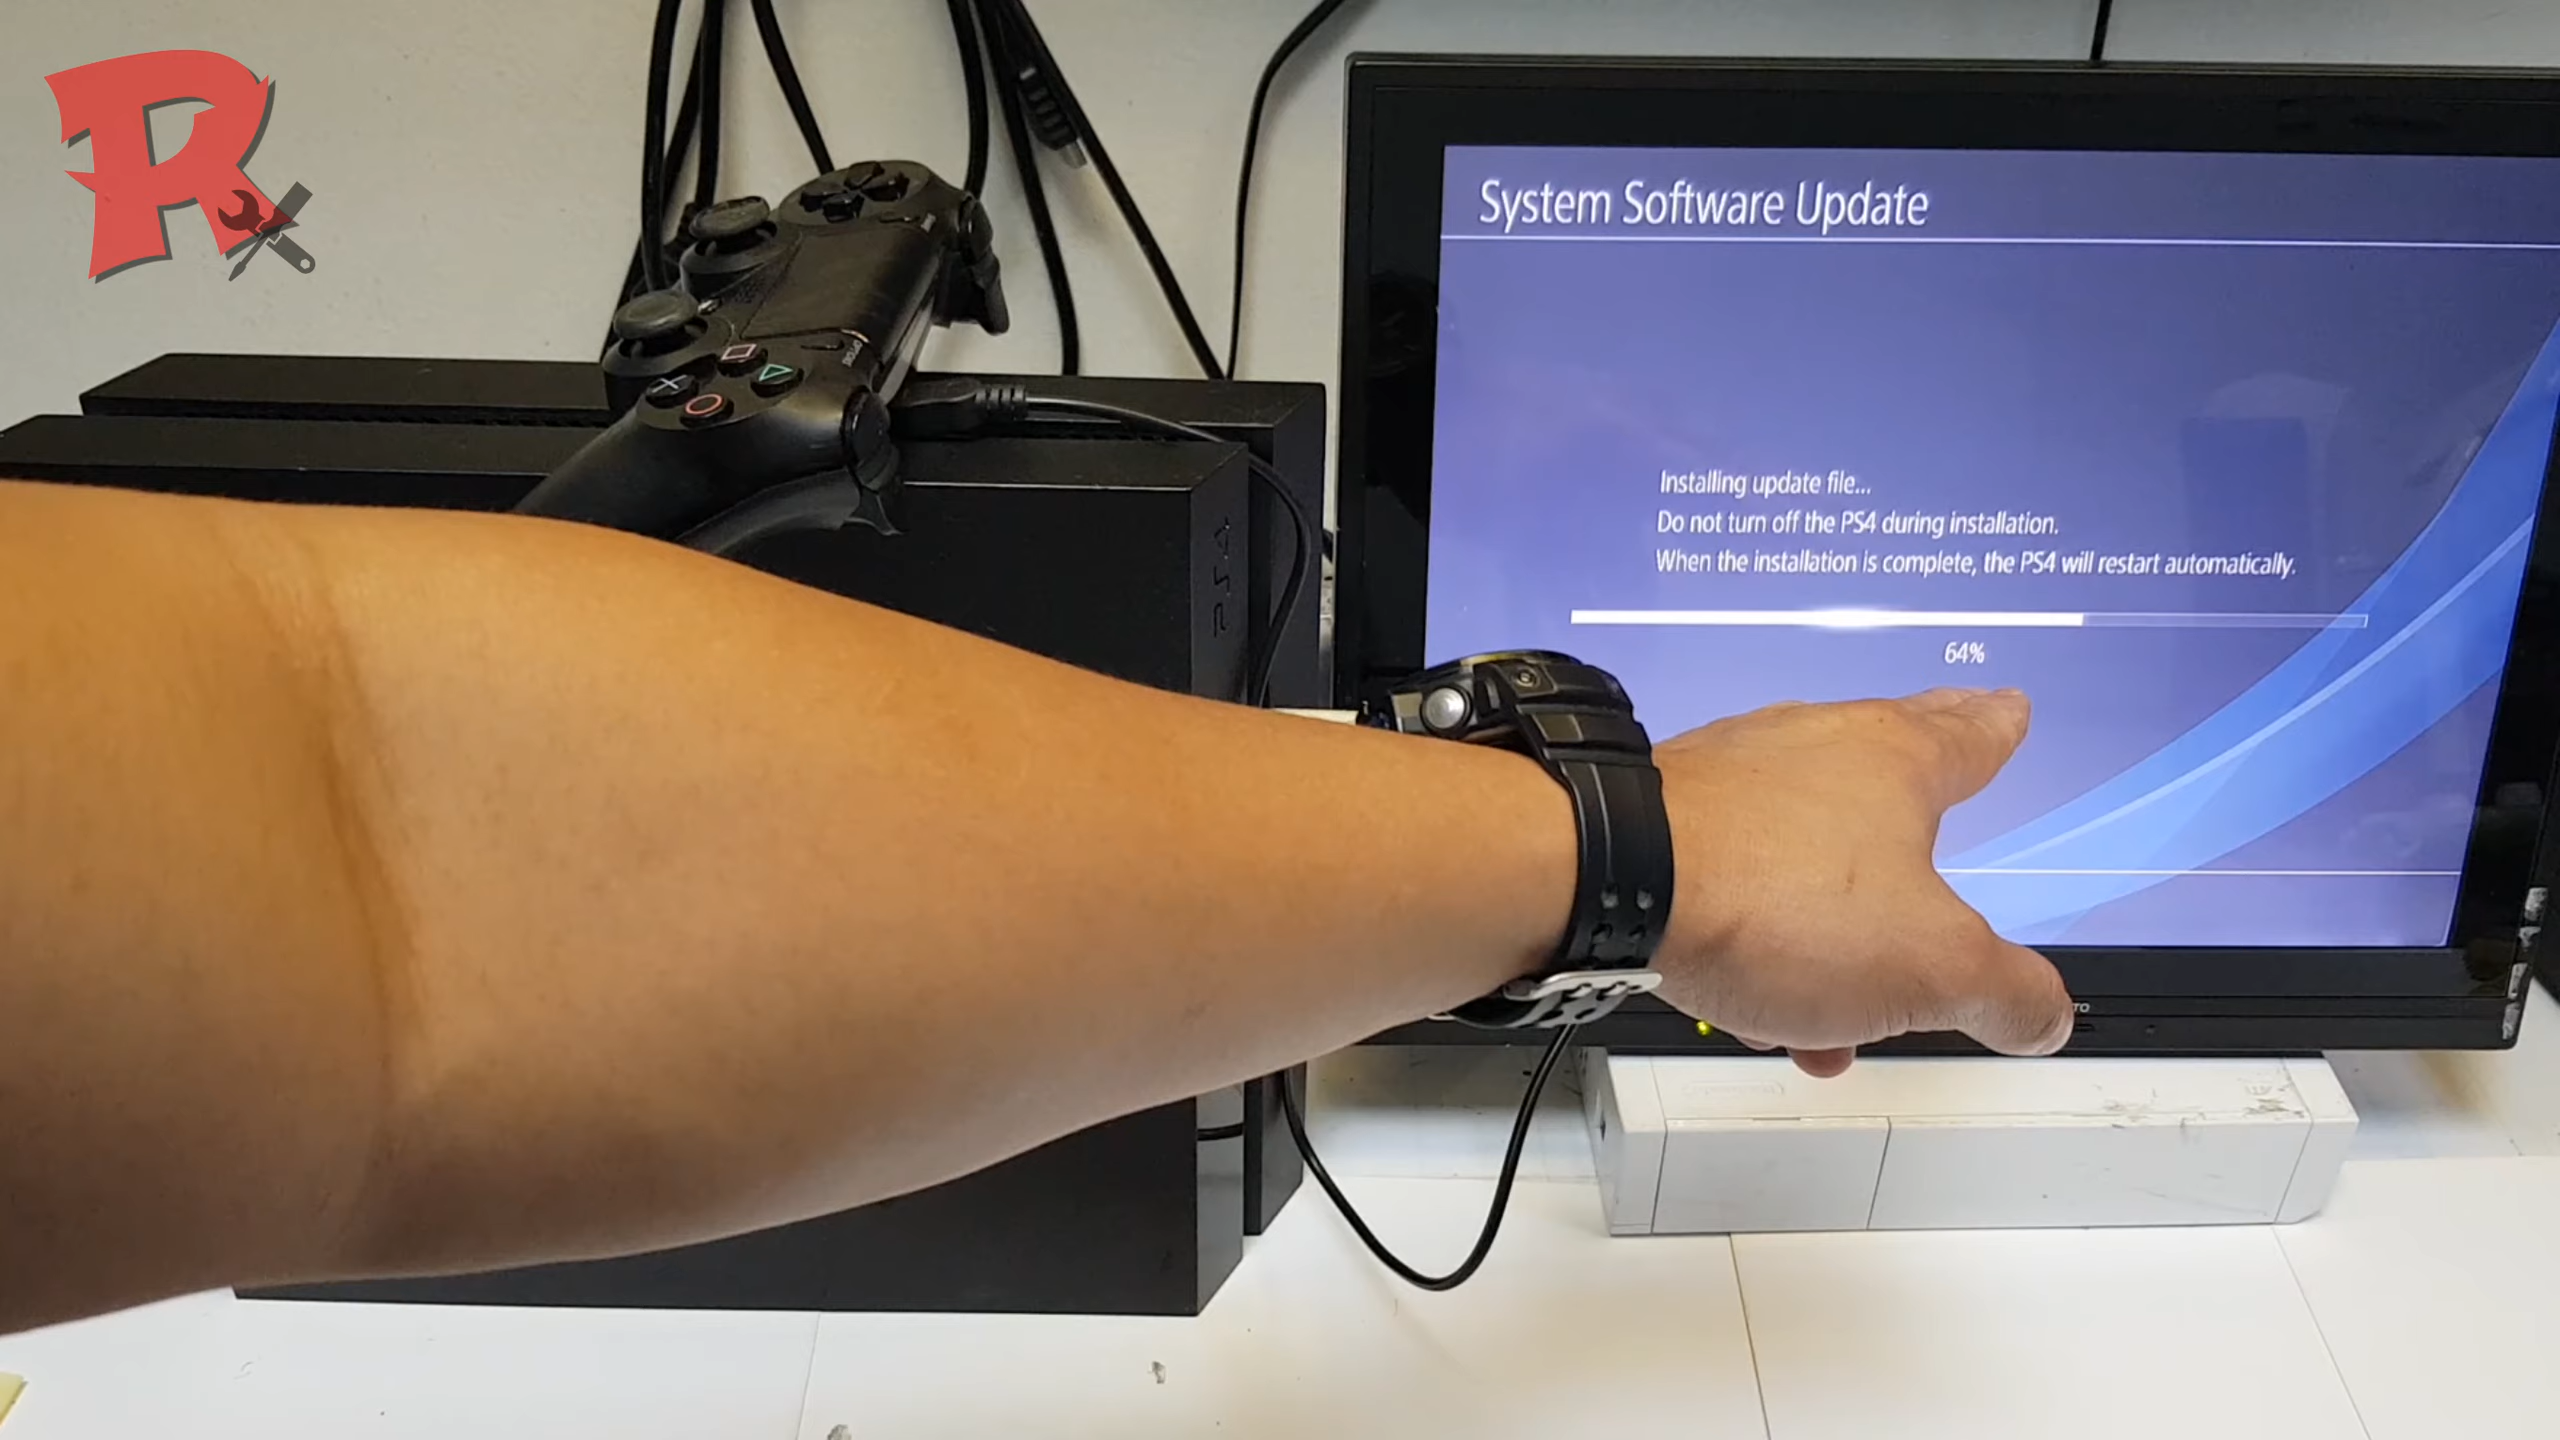 R
System Software Update
Installing update file...
Do not turn off the PS4 during installation.
When the installation is complete, the PS4 will restart automatically.
64%
OPTIONS
PS4